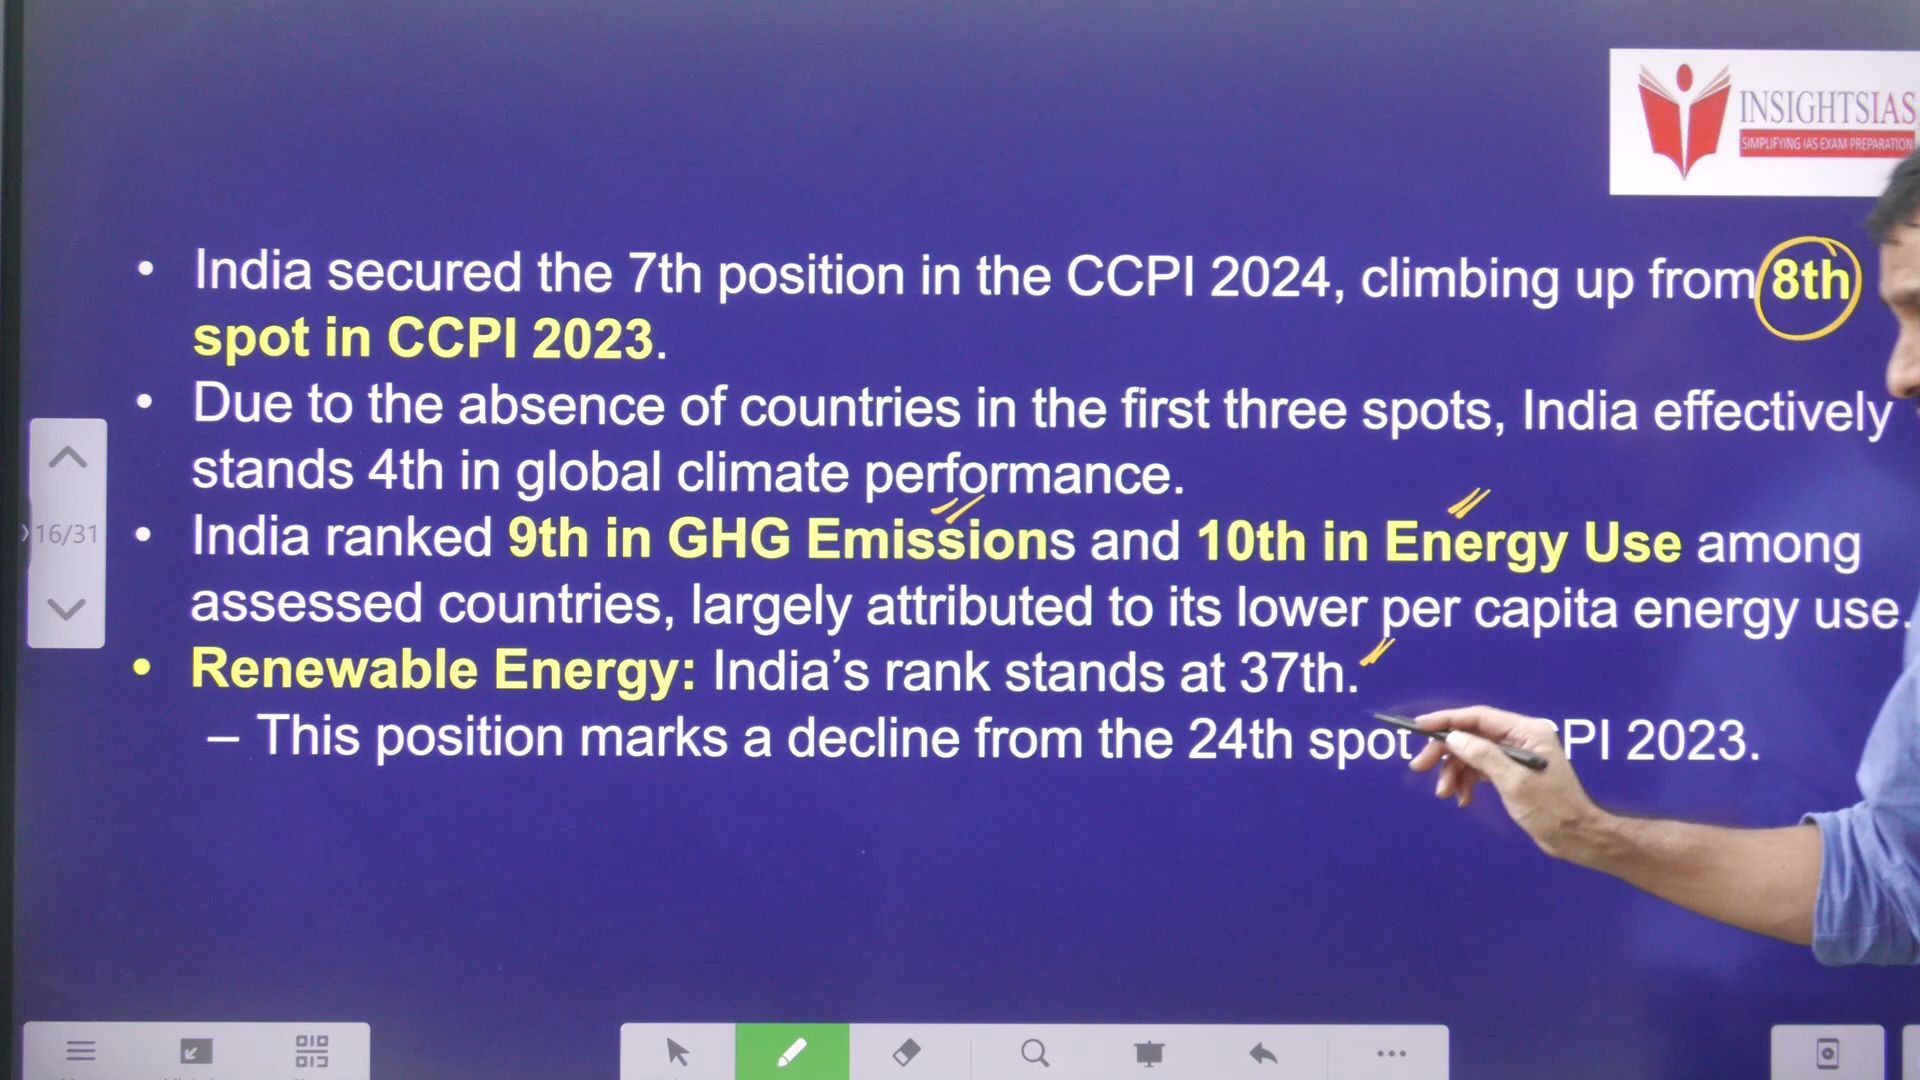 INSIGHTSIAS
SIMPLIFYING IAS EXAM PREPARATION
• India secured the 7th position in the CCPI 2024, climbing up from 8th
spot in CCPI 2023.
• Due to the absence of countries in the first three spots, India effectively
stands 4th in global climate performance.
• India ranked 9th in GHG Emissions and 10th in Energy Use among
assessed countries, largely attributed to its lower per capita energy use.
• Renewable Energy: India’s rank stands at 37th.
– This position marks a decline from the 24th spot PI 2023.
16/31